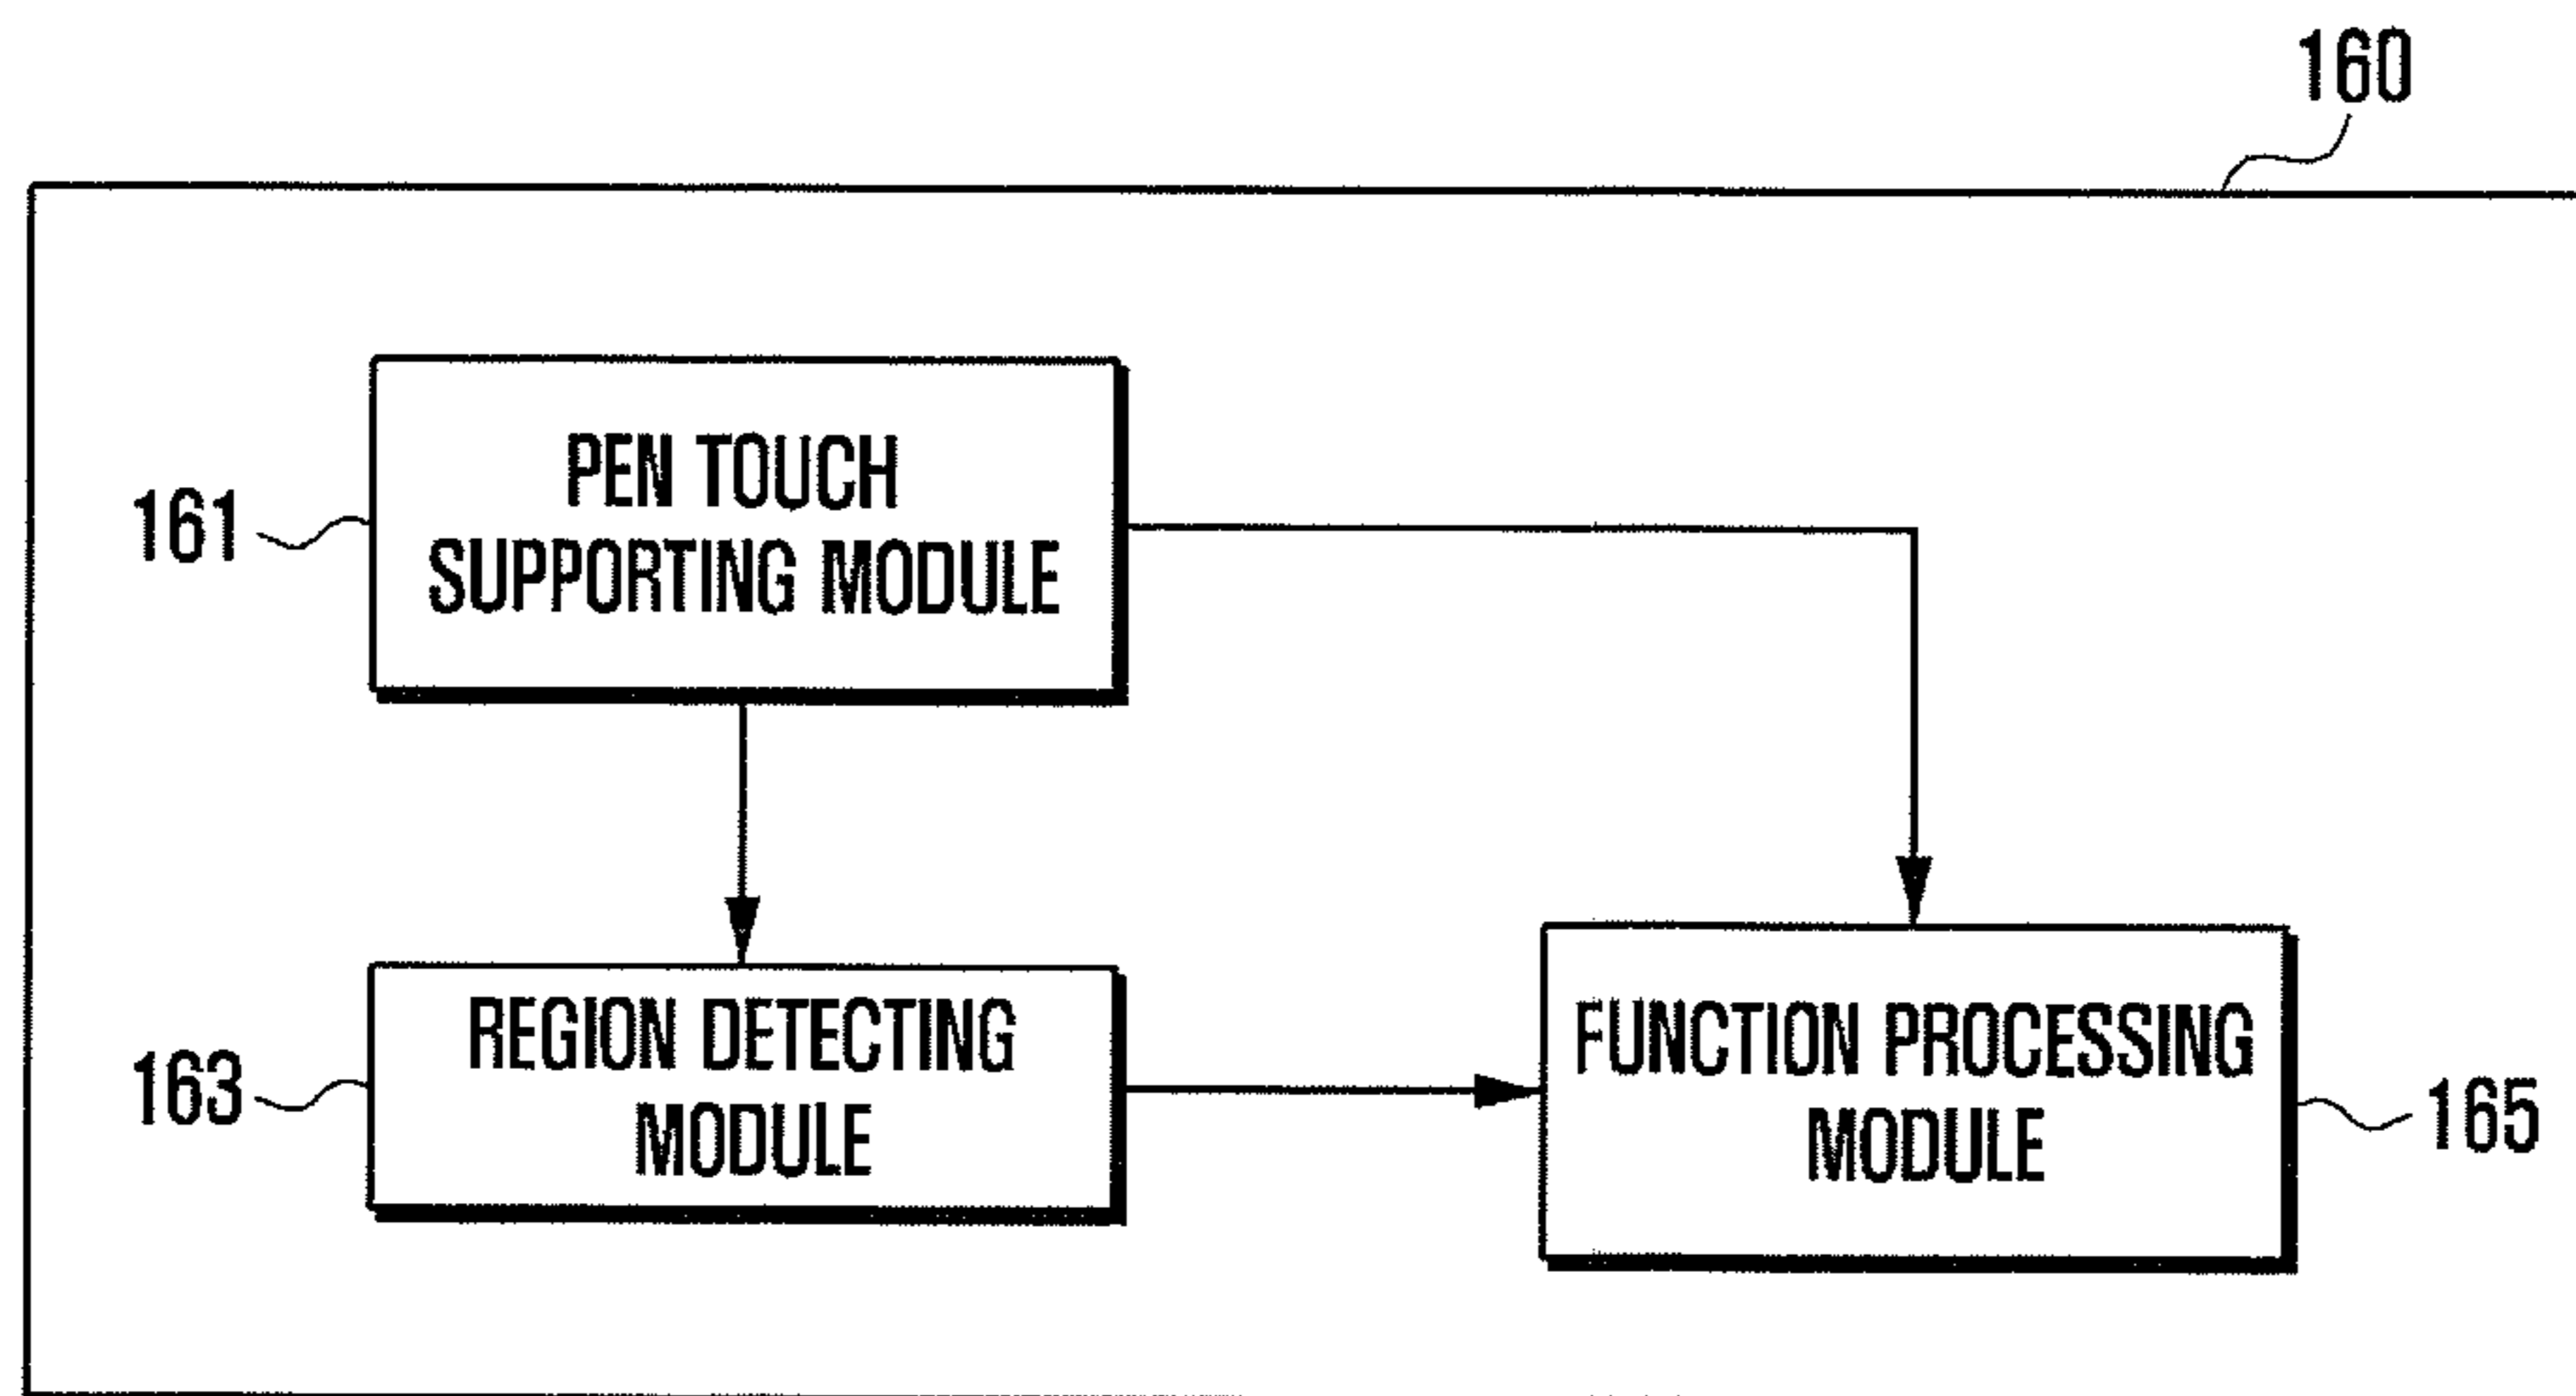 160
161
PEN TOUCH
SUPPORTING MODULE
163
REGION DETECTING
MODULE
FUNCTION PROCESSING
MODULE
165